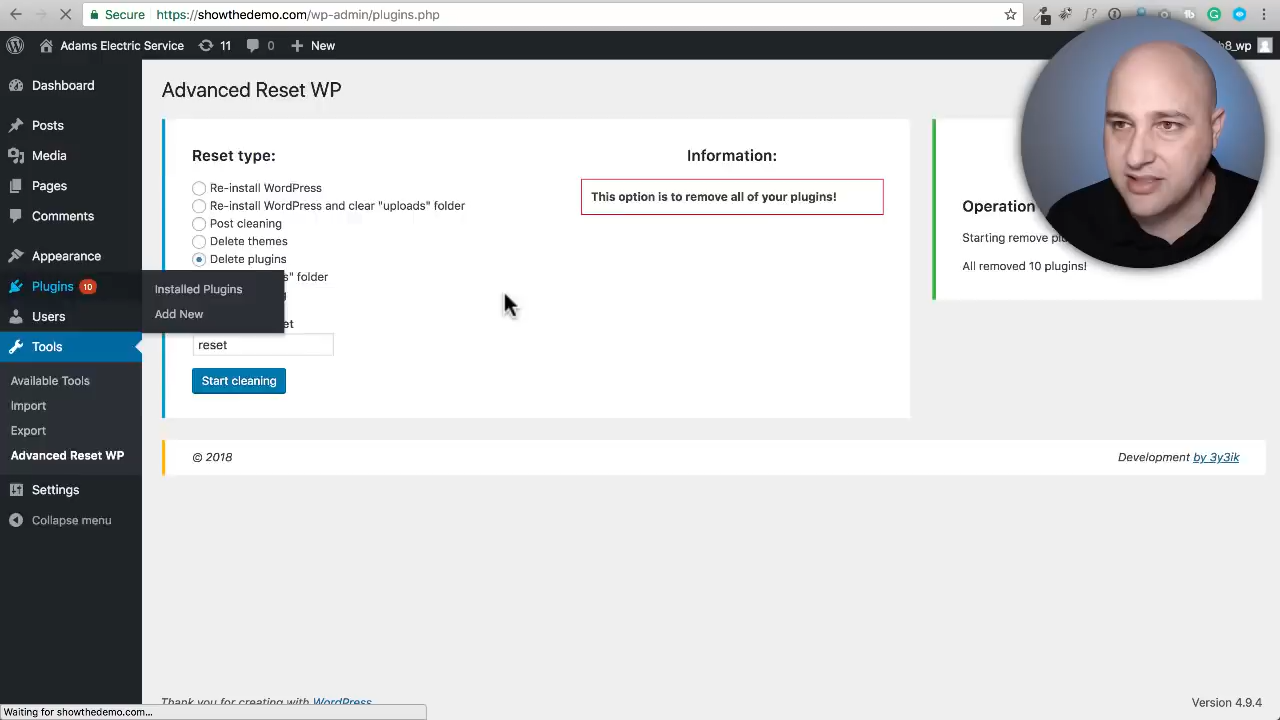 Secure https://showthedemo.com/wp-admin/plugins.php
Adams Electric Service 11 0 New
_wp
Dashboard
Posts
Media
Pages
Comments
Appearance
Plugins 10
Users
Tools
Available Tools
Import
Export
Advanced Reset WP
Settings
Collapse menu
Installed Plugins
Add New
Advanced Reset WP
Reset type:
Re-install WordPress
Re-install WordPress and clear "uploads" folder
Post cleaning
Delete themes
Delete plugins
s" folder
reset
Start cleaning
Information:
This option is to remove all of your plugins!
Operation
Starting remove
All removed 10 plugins!
© 2018
Development by 3y3ik
Thank you for creating with WordPress
Version 4.9.4
Waiting for showthedemo.com...